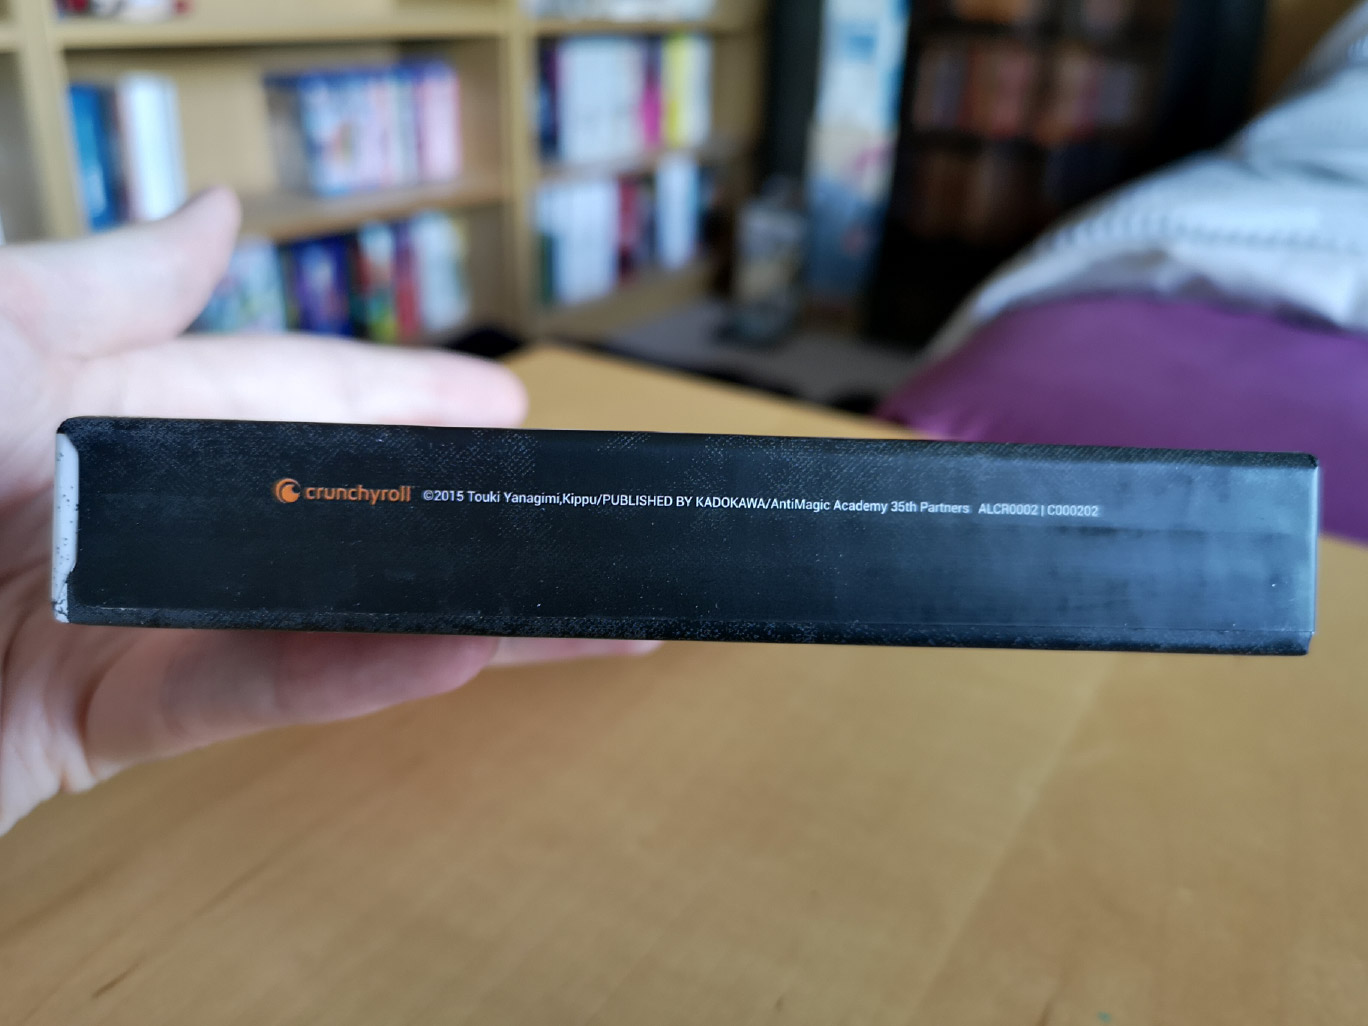 crunchyroll ©2015 Touki Yanagimi,Kippu/PUBLISHED BY KADOKAWA/AntiMagic Academy 35th Partners ALCR0002 | C000202